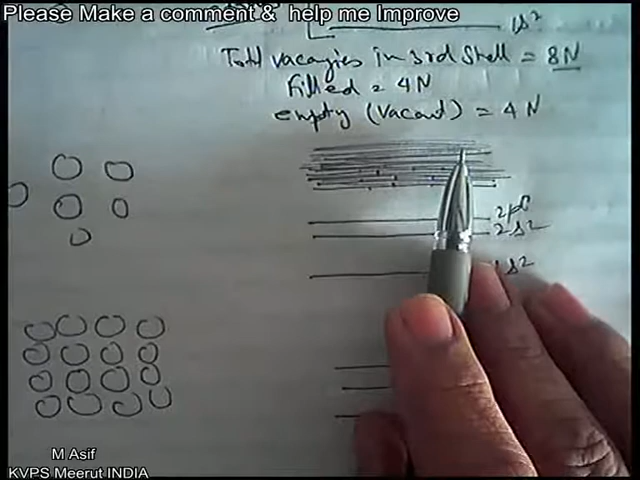 Please Make a comment & help me Improve
1s²
Totl vacancies in 3rd shell = 8N
Filled = 4N
empty (Vacant) = 4N
2p⁶
2s²
1s²
M Asif
KVPS Meerut INDIA